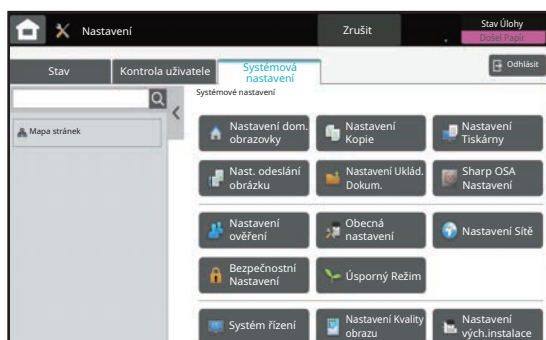 Nastavení
Zrušit
Stav Úlohy
Došel Papír
Stav
Kontrola uživatele
Systémová
nastavení
Odhlásit
Systémové nastavení
Mapa stránek
Nastavení dom.
obrazovky
Nastavení
Kopie
Nastavení
Tiskárny
Nast. odeslání
obrázku
Nastavení Uklád.
Dokum.
Sharp OSA
Nastavení
Nastavení
ověření
Obecná
nastavení
Nastavení Sítě
Bezpečnostní
Nastavení
Úsporný Režim
Systém řízení
Nastavení Kvality
obrazu
Nastavení
vých.instalace